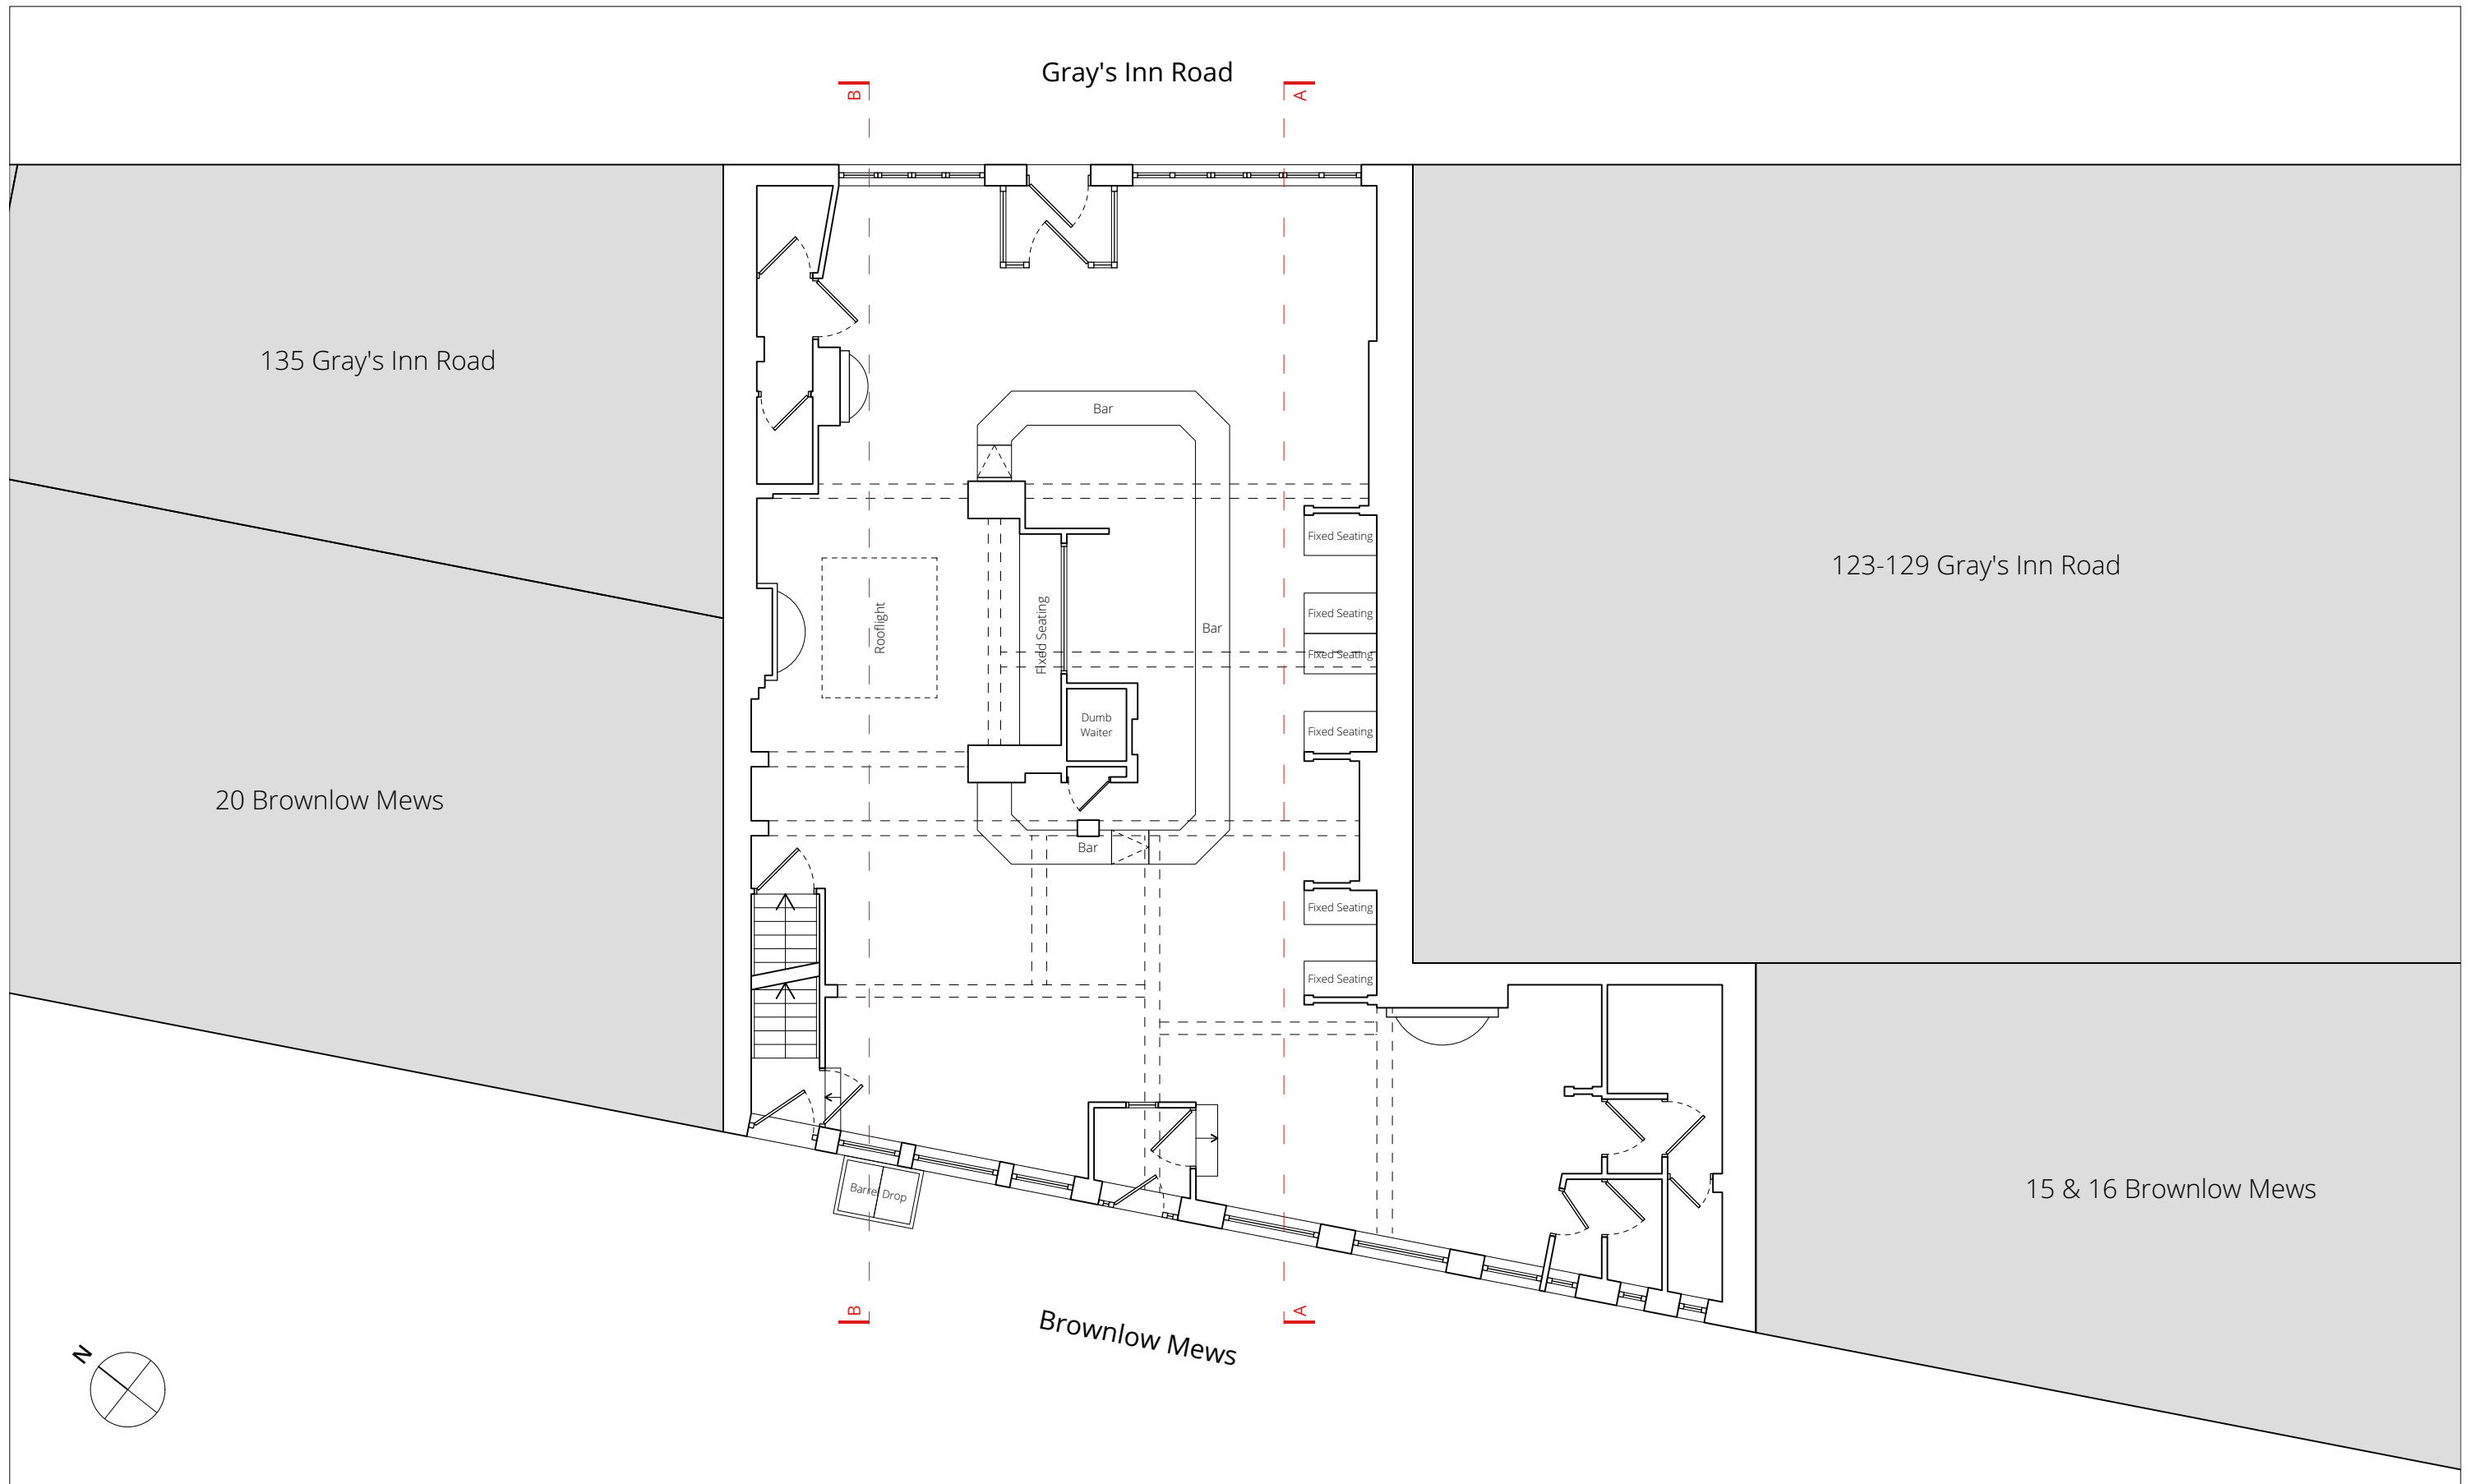 Gray's Inn Road
B
A
135 Gray's Inn Road
Bar
Fixed Seating
123-129 Gray's Inn Road
Rooflight
Fixed Seating
Bar
Fixed Seating
Fixed Seating
Dumb
Waiter
Fixed Seating
20 Brownlow Mews
Bar
Fixed Seating
Fixed Seating
Barrel Drop
15 & 16 Brownlow Mews
B
A
Brownlow Mews
N